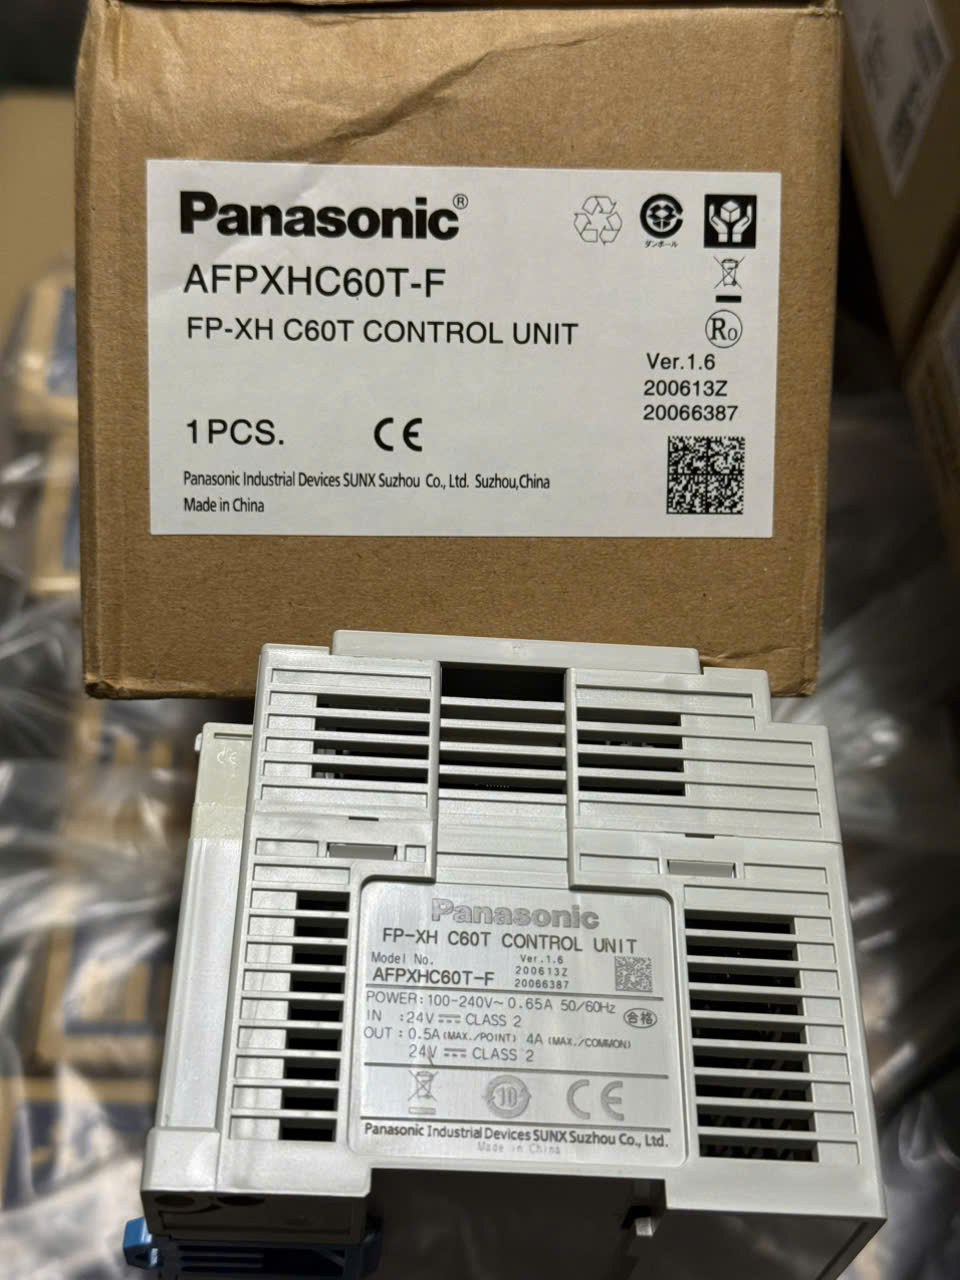 Panasonic®
AFPXHC60T-F
FP-XH C60T CONTROL UNIT
ダンボール
R0
Ver.1.6
200613Z
20066387
1PCS.
CE
Panasonic Industrial Devices SUNX Suzhou Co., Ltd. Suzhou,China
Made in China
CE
Panasonic
FP-XH C60T CONTROL UNIT
Model No.
AFPXHC60T-F
Ver.1.6
200613Z
20066387
POWER:100-240V~ 0.65A 50/60Hz
IN :24V⎓ CLASS 2
合格
OUT:0.5A(MAX./POINT) 4A(MAX./COMMON)
24V⎓ CLASS 2
10
CE
Panasonic Industrial Devices SUNX Suzhou Co., Ltd.
Made in China